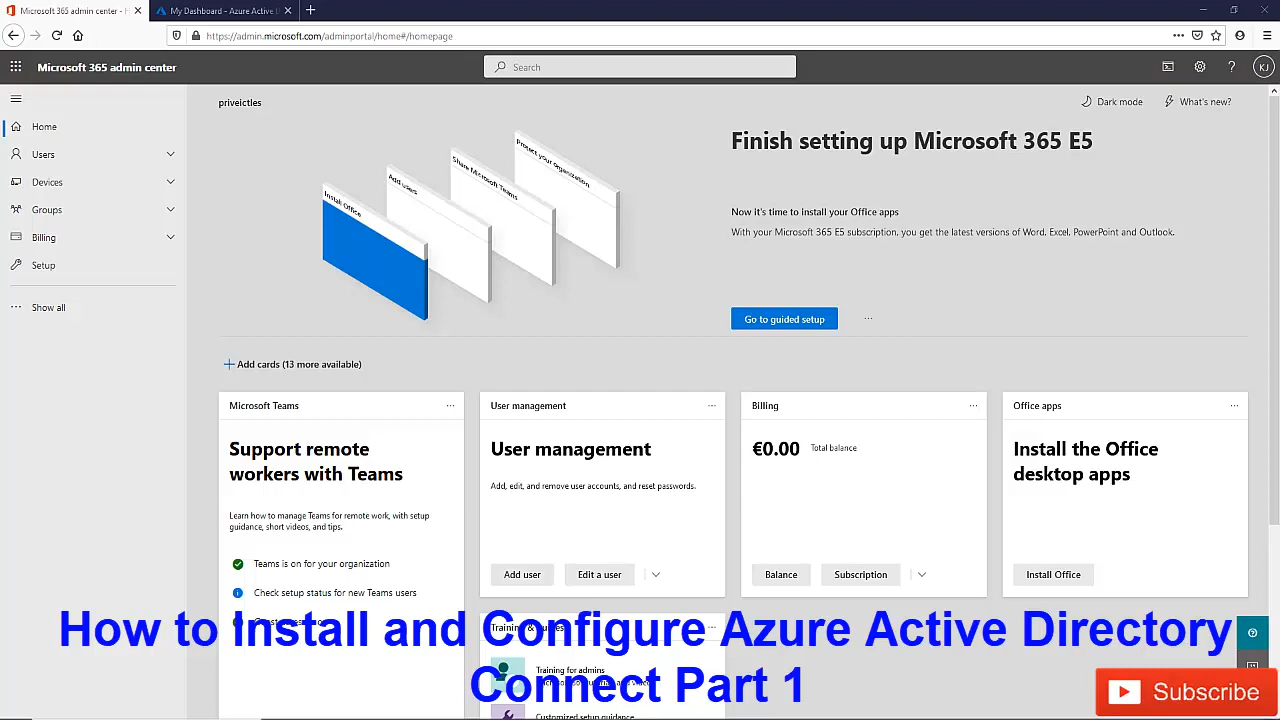 Microsoft 365 admin center - H
My Dashboard - Azure Active D
https://admin.microsoft.com/adminportal/home#/homepage
Microsoft 365 admin center
Search
KJ
priveictles
Dark mode
What's new?
Home
Users
Devices
Groups
Billing
Setup
Show all
Install Office
Add users
Share Microsoft Teams
Protect your organization
Finish setting up Microsoft 365 E5
Now it's time to install your Office apps
With your Microsoft 365 E5 subscription, you get the latest versions of Word, Excel, PowerPoint and Outlook.
Go to guided setup
Add cards (13 more available)
Microsoft Teams
Support remote
workers with Teams
Learn how to manage Teams for remote work, with setup
guidance, short videos, and tips.
Teams is on for your organization
Check setup status for new Teams users
User management
User management
Add, edit, and remove user accounts, and reset passwords.
Add user
Edit a user
Billing
€0.00 Total balance
Balance
Subscription
Office apps
Install the Office
desktop apps
Install Office
Training for admins
Customized setup guidance
How to Install and Configure Azure Active Directory
Connect Part 1
Subscribe